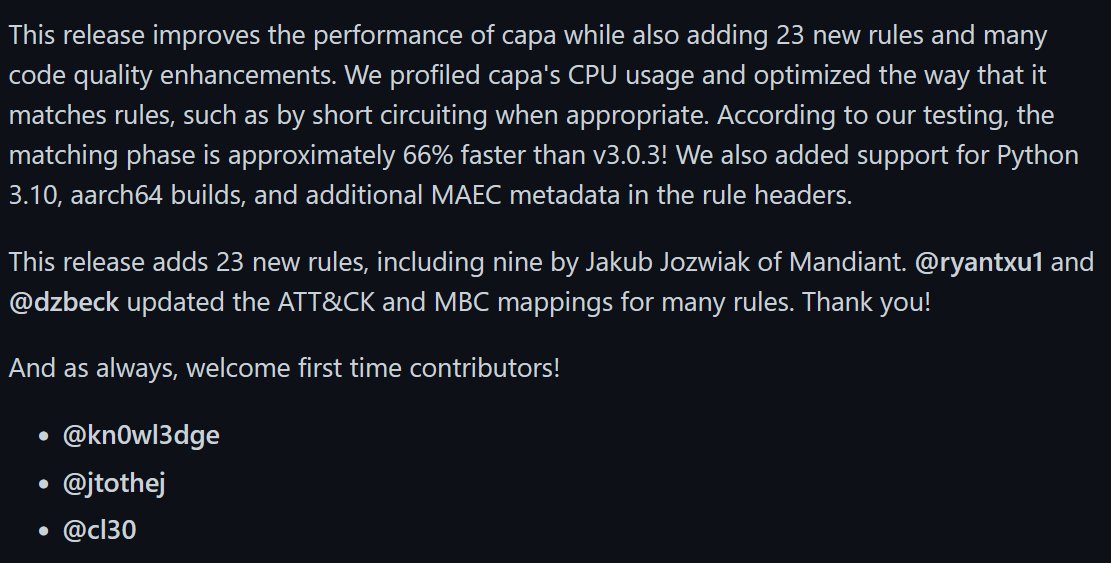 This release improves the performance of capa while also adding 23 new rules and many
code quality enhancements. We profiled capa's CPU usage and optimized the way that it
matches rules, such as by short circuiting when appropriate. According to our testing, the
matching phase is approximately 66% faster than v3.0.3! We also added support for Python
3.10, aarch64 builds, and additional MAEC metadata in the rule headers.
This release adds 23 new rules, including nine by Jakub Jozwiak of Mandiant. @ryantxu1 and
@dzbeck updated the ATT&CK and MBC mappings for many rules. Thank you!
And as always, welcome first time contributors!
• @kn0wl3dge
• @jtothej
• @cl30